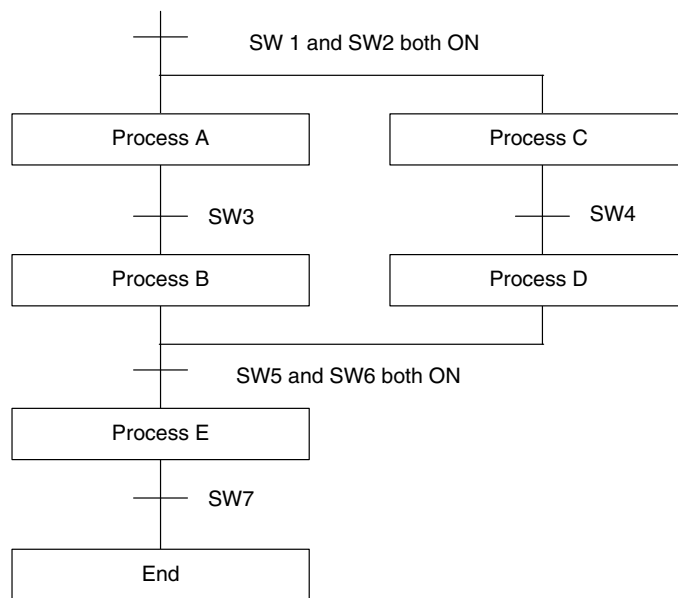 SW 1 and SW2 both ON
Process A
Process C
SW3
SW4
Process B
Process D
SW5 and SW6 both ON
Process E
SW7
End